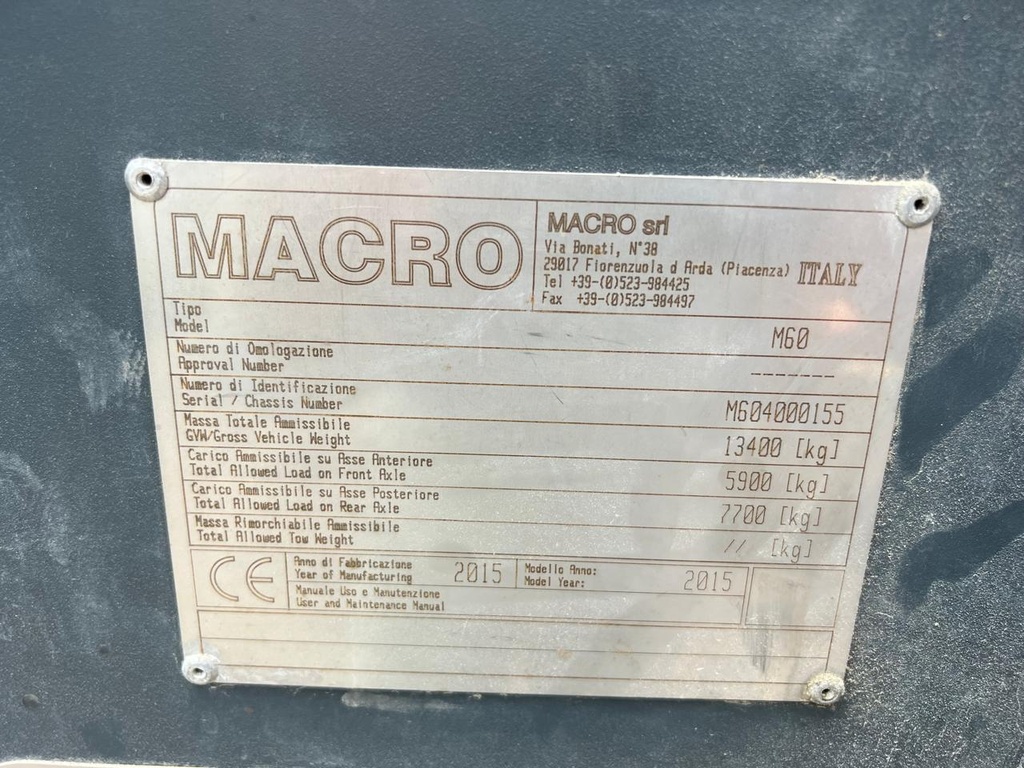 MACRO
MACRO srl
Via Bonati, N°38
29017 Fiorenzuola d Arda (Piacenza) ITALY
Tel +39-(0)523-984425
Fax +39-(0)523-984497
Tipo
Model M60
Numero di Omologazione
Approval Number -------
Numero di Identificazione
Serial / Chassis Number M604000155
Massa Totale Ammissibile
GVW/Gross Vehicle Weight 13400 [kg]
Carico Ammissibile su Asse Anteriore
Total Allowed Load on Front Axle 5900 [kg]
Carico Ammissibile su Asse Posteriore
Total Allowed Load on Rear Axle 7700 [kg]
Massa Rimorchiabile Ammissibile
Total Allowed Tow Weight // [kg]
CE
Anno di Fabbricazione
Year of Manufacturing 2015
Modello Anno:
Model Year: 2015
Manuale Uso e Manutenzione
User and Maintenance Manual